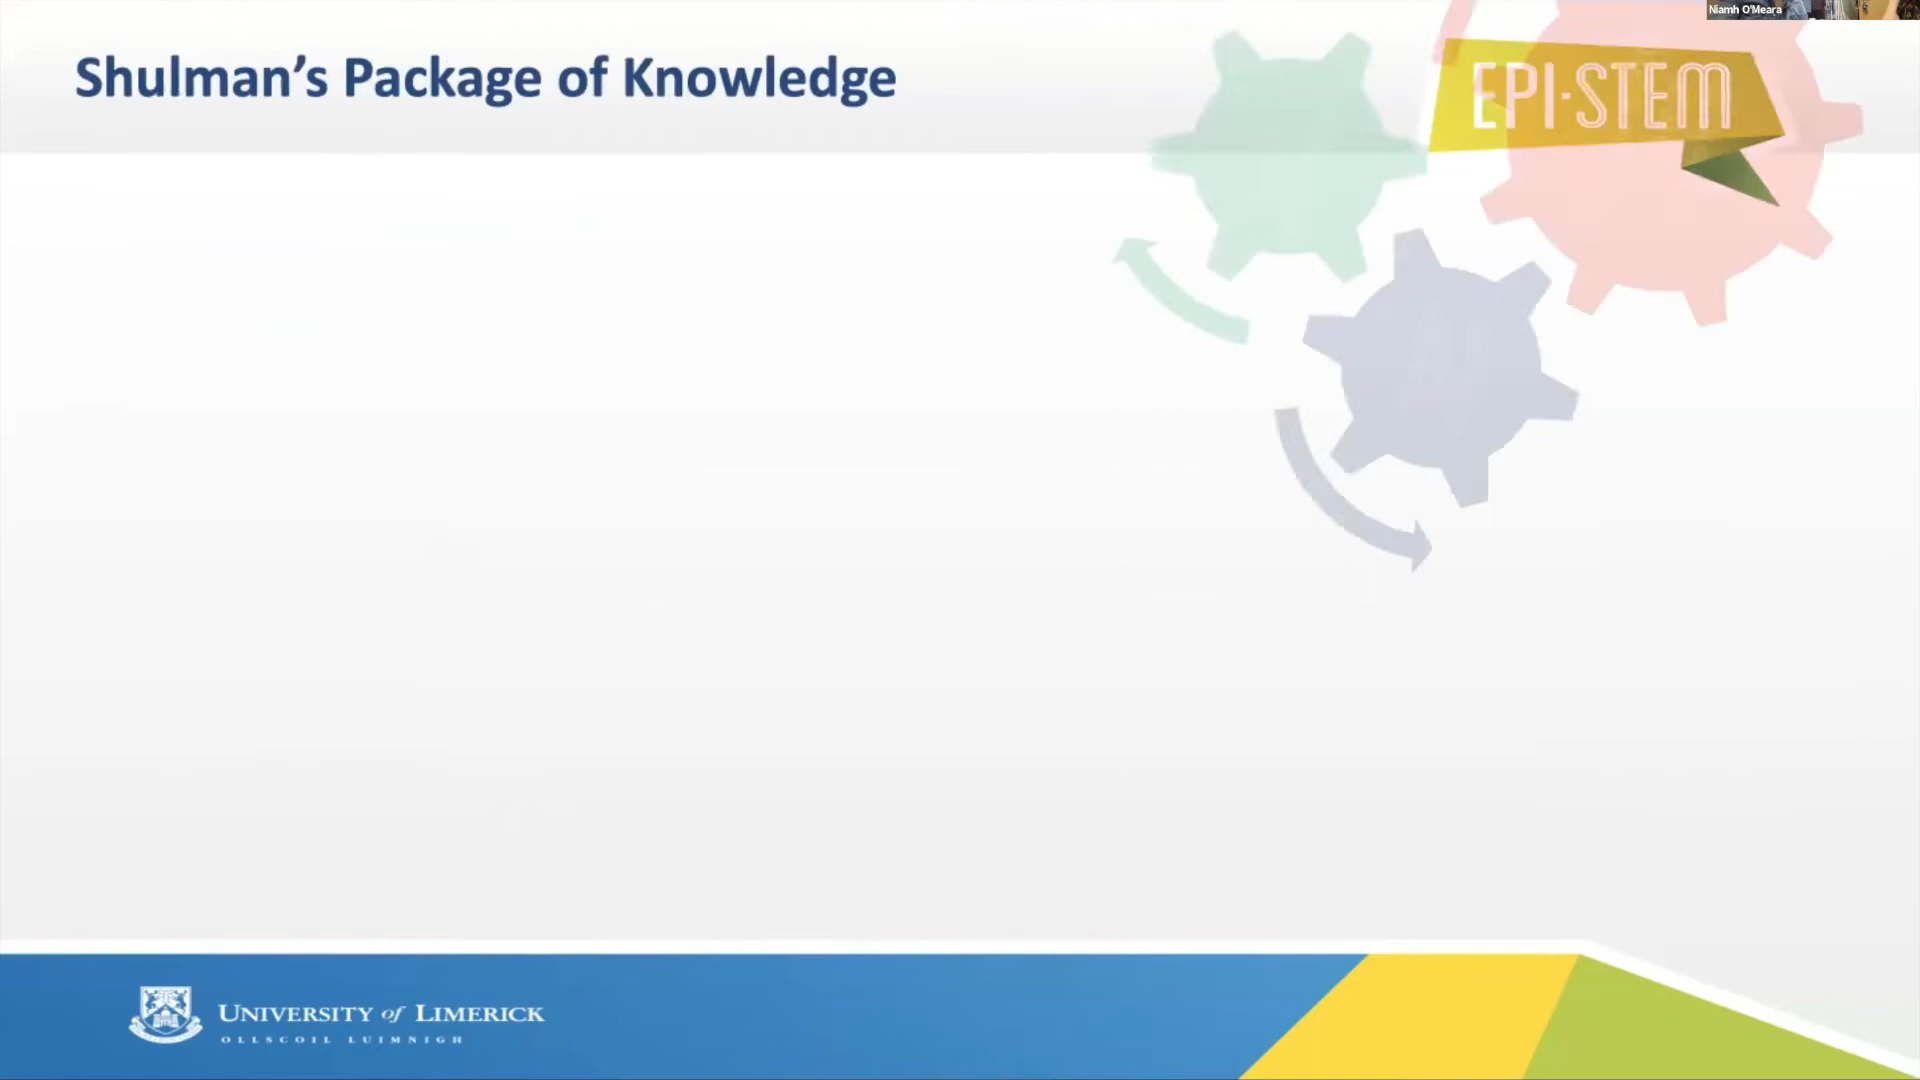 Niamh O'Meara
Shulman's Package of Knowledge
EPI·STEM
UNIVERSITY of LIMERICK
OLLSCOIL LUIMNIGH